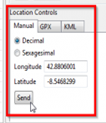 Location Controls
Manual GPX KML
Decimal
Sexagesimal
Longitude 42.8806001
Latitude -8.5468299
Send